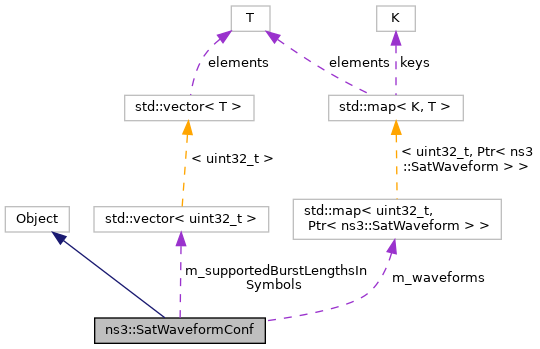 T
K
elements
elements
keys
std::vector< T >
std::map< K, T >
< uint32_t >
< uint32_t, Ptr< ns3
::SatWaveform > >
Object
std::vector< uint32_t >
std::map< uint32_t,
Ptr< ns3::SatWaveform > >
m_supportedBurstLengthsIn
Symbols
m_waveforms
ns3::SatWaveformConf